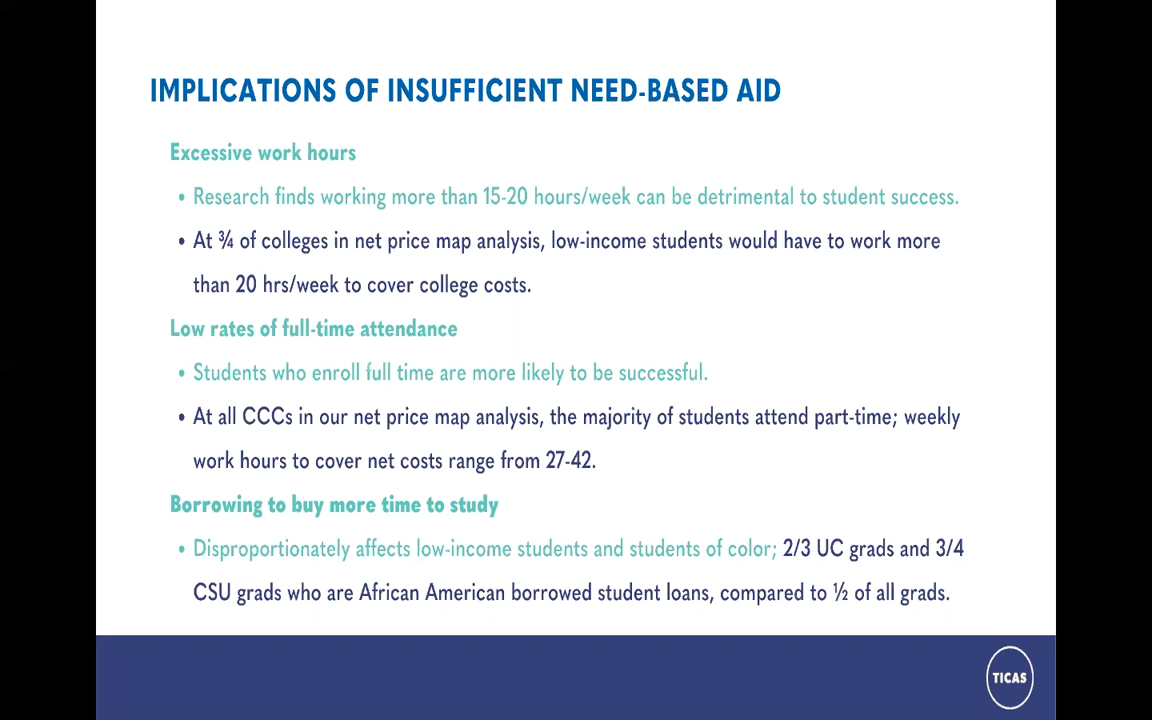 IMPLICATIONS OF INSUFFICIENT NEED-BASED AID
Excessive work hours
• Research finds working more than 15-20 hours/week can be detrimental to student success.
• At ¾ of colleges in net price map analysis, low-income students would have to work more
than 20 hrs/week to cover college costs.
Low rates of full-time attendance
• Students who enroll full time are more likely to be successful.
• At all CCCs in our net price map analysis, the majority of students attend part-time; weekly
work hours to cover net costs range from 27-42.
Borrowing to buy more time to study
• Disproportionately affects low-income students and students of color; 2/3 UC grads and 3/4
CSU grads who are African American borrowed student loans, compared to ½ of all grads.
TICAS